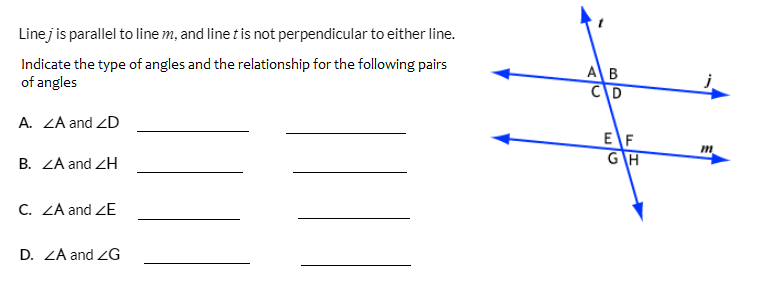 Line j is parallel to line m, and line t is not perpendicular to either line.
Indicate the type of angles and the relationship for the following pairs
of angles
A. ∠A and ∠D
B. ∠A and ∠H
C. ∠A and ∠E
D. ∠A and ∠G
t
A B
j
C D
E F
m
G H